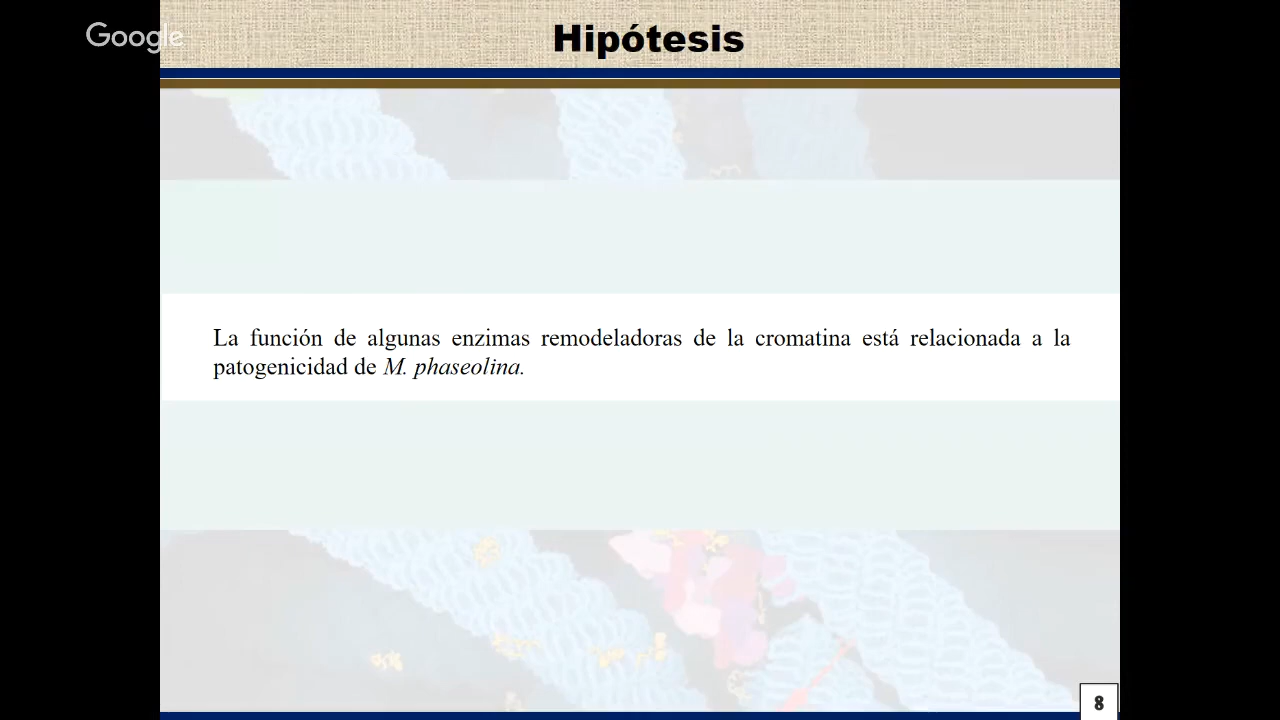 Google
Hipótesis
La función de algunas enzimas remodeladoras de la cromatina está relacionada a la
patogenicidad de M. phaseolina.
8